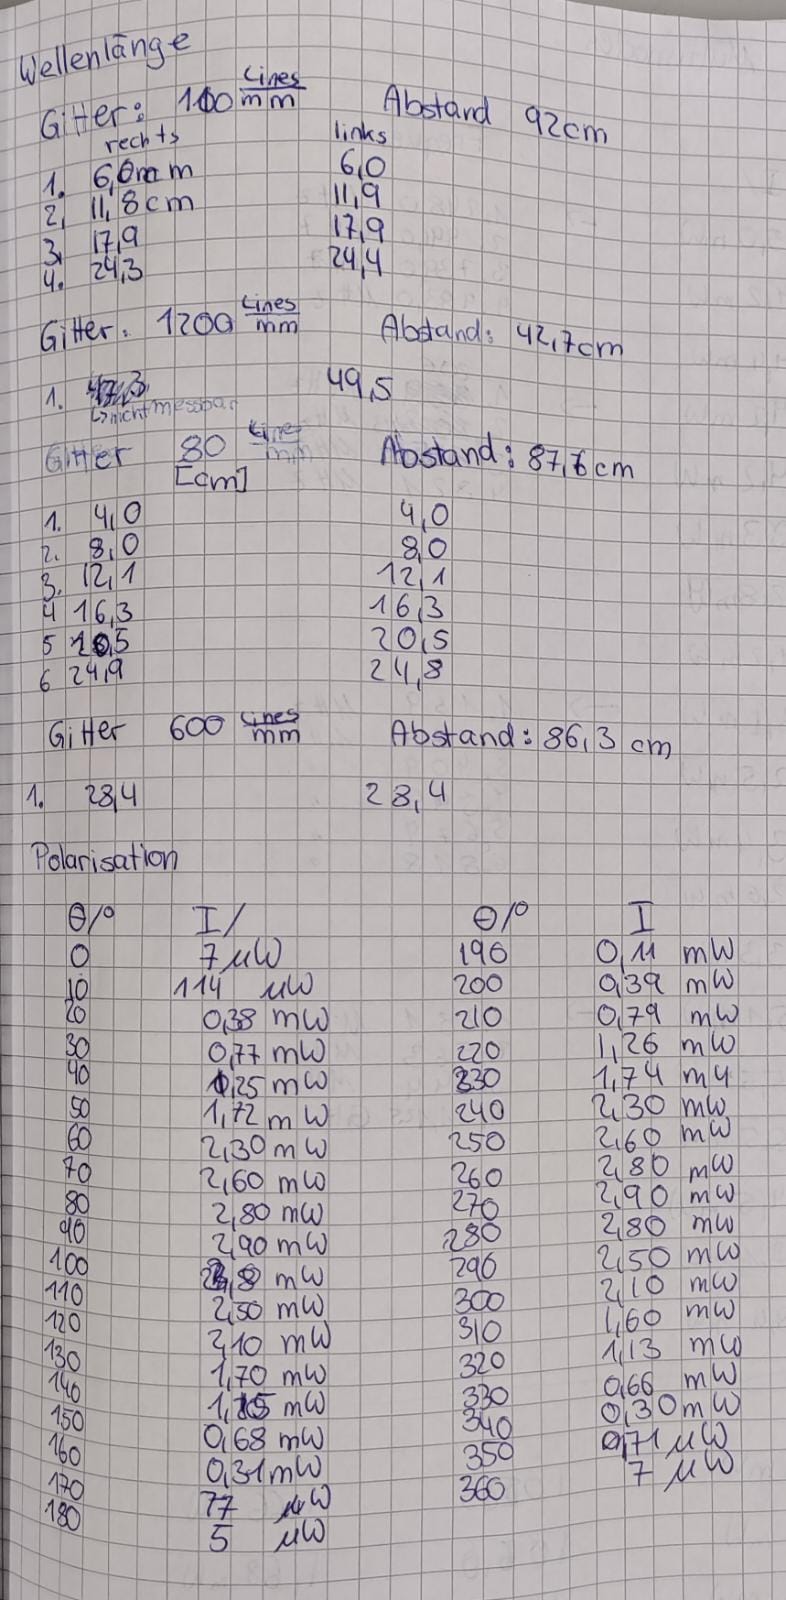 Wellenlänge
Gitter: 100 Lines/mm Abstand 92cm
rechts links
1. 6,0 m 6,0
2, 11,8cm 11,9
3, 17,9 17,9
4. 24,3 24,4
Gitter: 1200 Lines/mm Abstand: 42,7cm
1. 49,5
↳nicht messbar
Gitter 80 Lines/mm Abstand: 87,6cm
[cm]
1. 4,0 4,0
2. 8,0 8,0
3. 12,1 12,1
4 16,3 16,3
5 20,5 20,5
6 24,9 24,8
Gitter 600 Lines/mm Abstand: 86,3 cm
1. 28,4 28,4
Polarisation
θ/° I/ θ/° I
0 7 μW 190 0,11 mW
10 114 μW 200 0,39 mW
20 0,38 mW 210 0,79 mW
30 0,77 mW 220 1,26 mW
40 1,25 mW 230 1,74 mW
50 1,72 mW 240 2,30 mW
60 2,30 mW 250 2,60 mW
70 2,60 mW 260 2,80 mW
80 2,80 mW 270 2,90 mW
90 2,90 mW 280 2,80 mW
100 2,8 mW 290 2,50 mW
110 2,50 mW 300 2,10 mW
120 2,10 mW 310 1,60 mW
130 1,70 mW 320 1,13 mW
140 1,15 mW 330 0,66 mW
150 0,68 mW 340 0,30 mW
160 0,31 mW 350 71 μW
170 77 μW 360 7 μW
180 5 μW